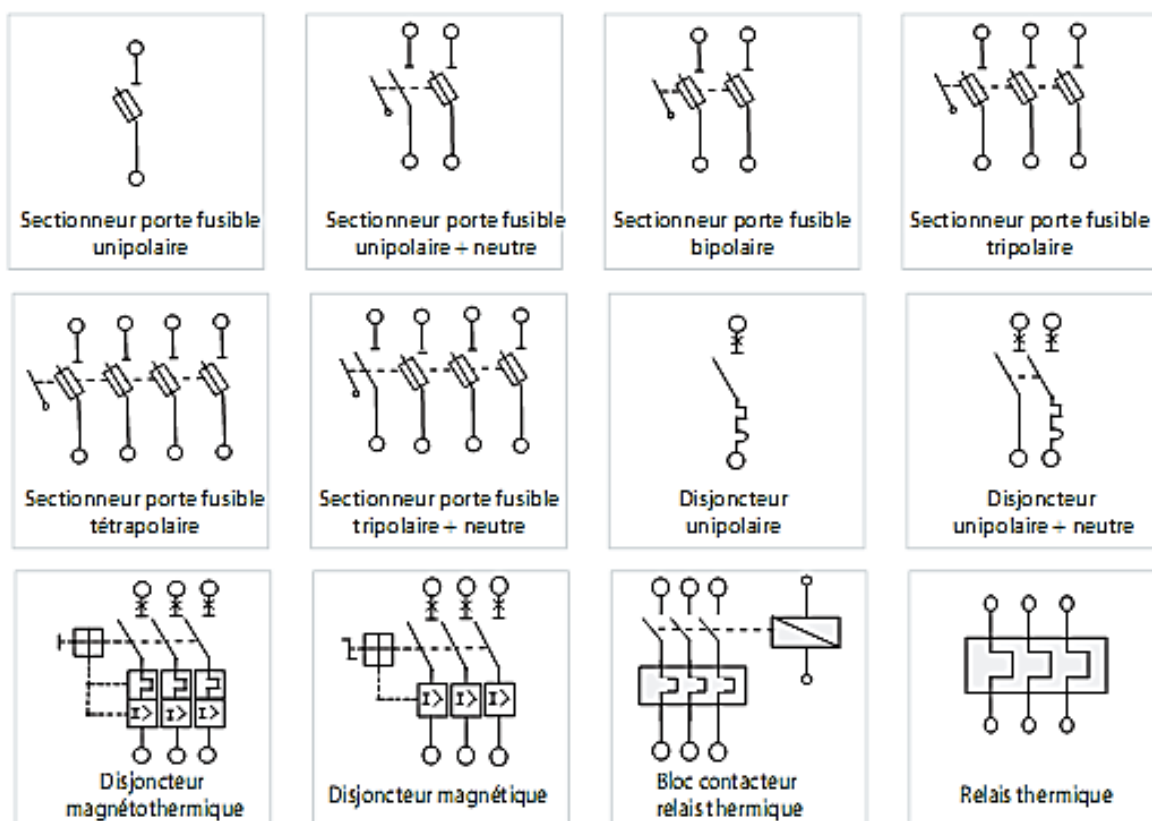 Sectionneur porte fusible
unipolaire
Sectionneur porte fusible
unipolaire + neutre
Sectionneur porte fusible
bipolaire
Sectionneur porte fusible
tripolaire
Sectionneur porte fusible
tétrapolaire
Sectionneur porte fusible
tripolaire + neutre
Disjoncteur
unipolaire
Disjoncteur
unipolaire + neutre
I> I> I>
Disjoncteur
magnétothermique
I> I> I>
Disjoncteur magnétique
Bloc contacteur
relais thermique
Relais thermique